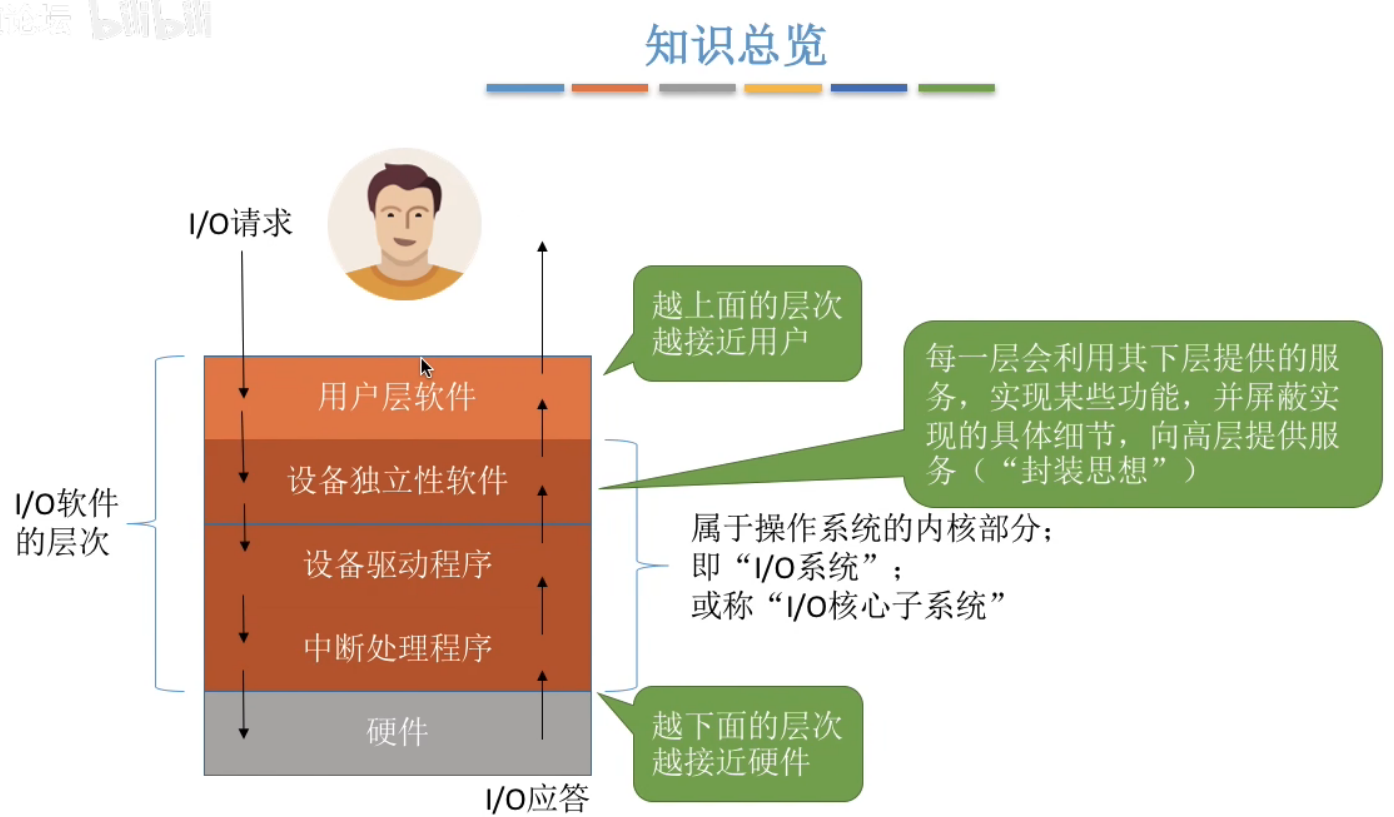 论坛 bilibili
知识总览
I/O请求
越上面的层次
越接近用户
每一层会利用其下层提供的服
务，实现某些功能，并屏蔽实
现的具体细节，向高层提供服
务（“封装思想”）
用户层软件
设备独立性软件
I/O软件
的层次
设备驱动程序
属于操作系统的内核部分；
即“I/O系统”；
或称“I/O核心子系统”
中断处理程序
硬件
越下面的层次
越接近硬件
I/O应答